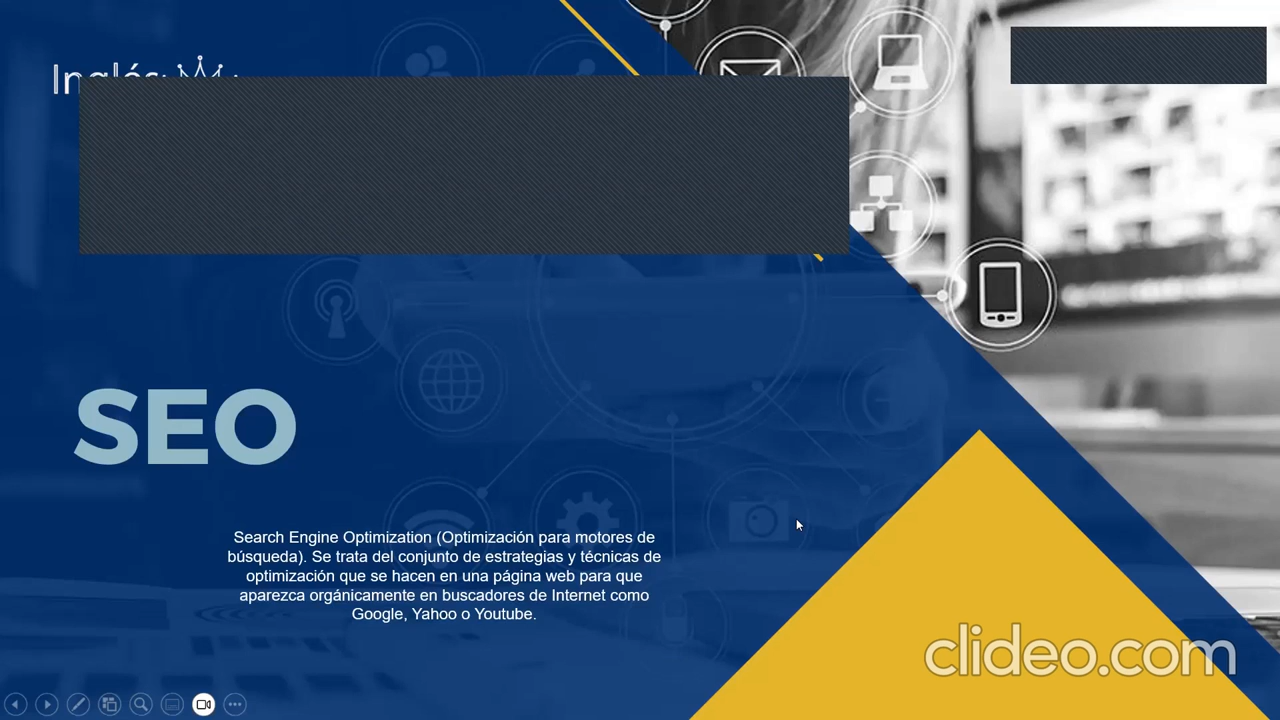 Inglés
SEO
Search Engine Optimization (Optimización para motores de
búsqueda). Se trata del conjunto de estrategias y técnicas de
optimización que se hacen en una página web para que
aparezca orgánicamente en buscadores de Internet como
Google, Yahoo o Youtube.
clideo.com